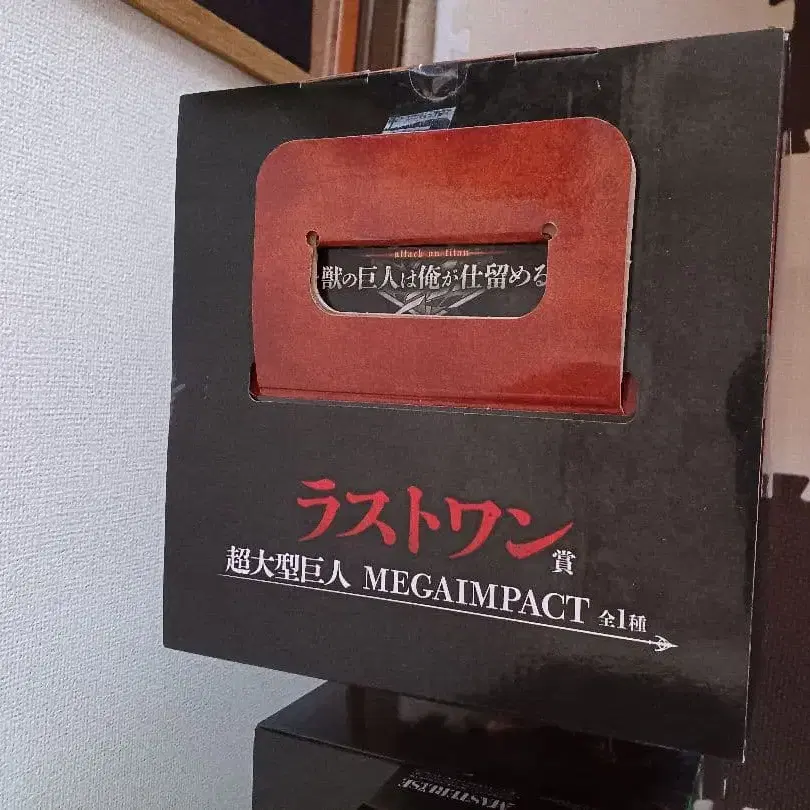 attack on titan
獣の巨人は俺が仕留める
ラストワン賞
超大型巨人 MEGAIMPACT 全1種
MASTERLISE